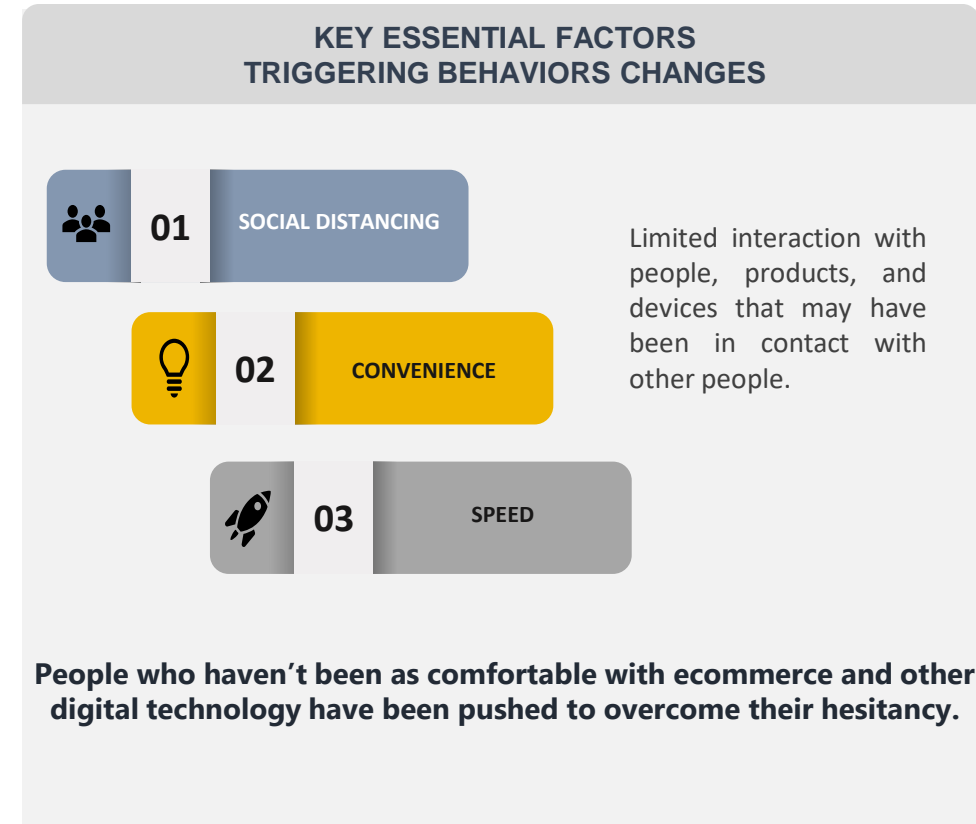 KEY ESSENTIAL FACTORS
TRIGGERING BEHAVIORS CHANGES
01
SOCIAL DISTANCING
02
CONVENIENCE
03
SPEED
Limited interaction with
people, products, and
devices that may have
been in contact with
other people.
People who haven’t been as comfortable with ecommerce and other
digital technology have been pushed to overcome their hesitancy.